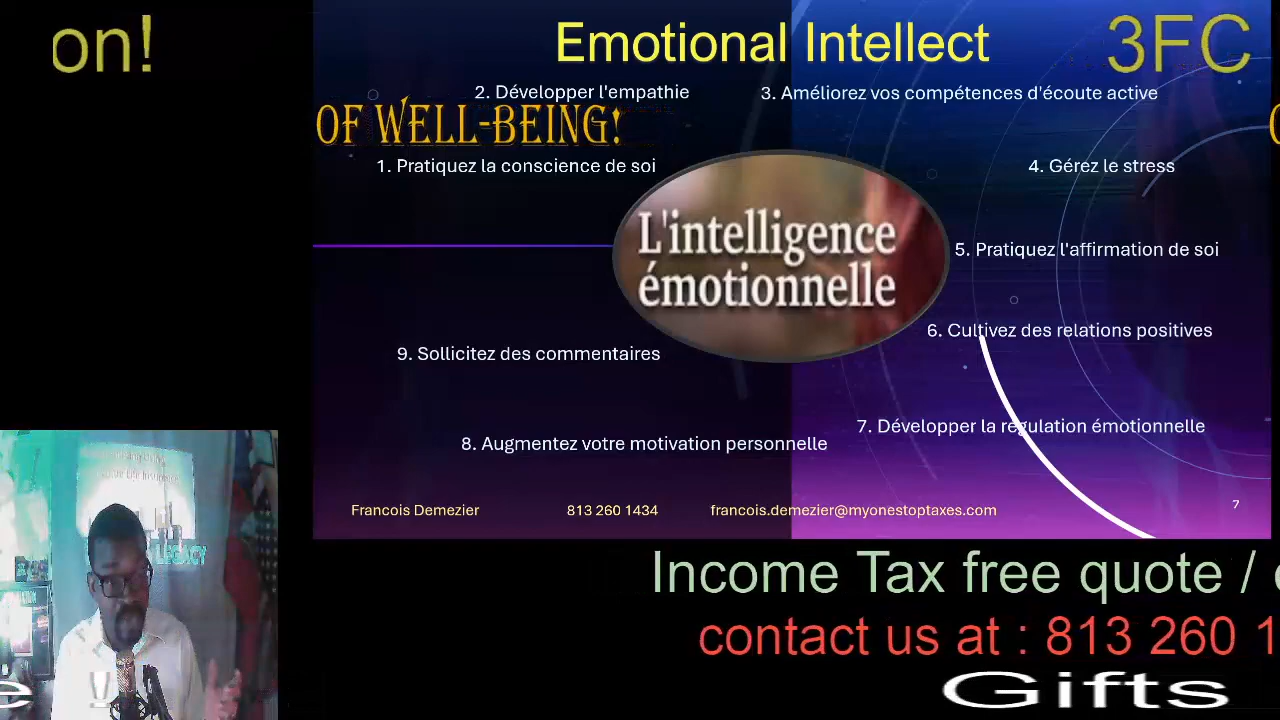 on!
Emotional Intellect
3FC
2. Développer l'empathie
3. Améliorez vos compétences d'écoute active
OF WELL-BEING!
1. Pratiquez la conscience de soi
4. Gérez le stress
L'intelligence
émotionnelle
5. Pratiquez l'affirmation de soi
6. Cultivez des relations positives
9. Sollicitez des commentaires
7. Développer la régulation émotionnelle
8. Augmentez votre motivation personnelle
Francois Demezier
813 260 1434
francois.demezier@myonestoptaxes.com
7
LEGACY
Income Tax free quote /
contact us at : 813 260 1
Gifts